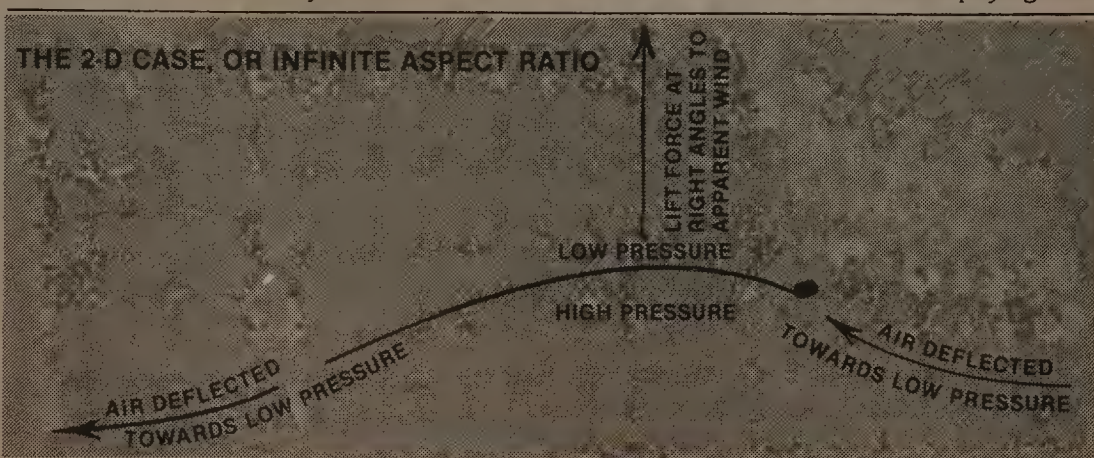 THE 2-D CASE, OR INFINITE ASPECT RATIO
LIFT FORCE AT
RIGHT ANGLES TO
APPARENT WIND
LOW PRESSURE
HIGH PRESSURE
AIR DEFLECTED
TOWARDS LOW PRESSURE
AIR DEFLECTED
TOWARDS LOW PRESSURE